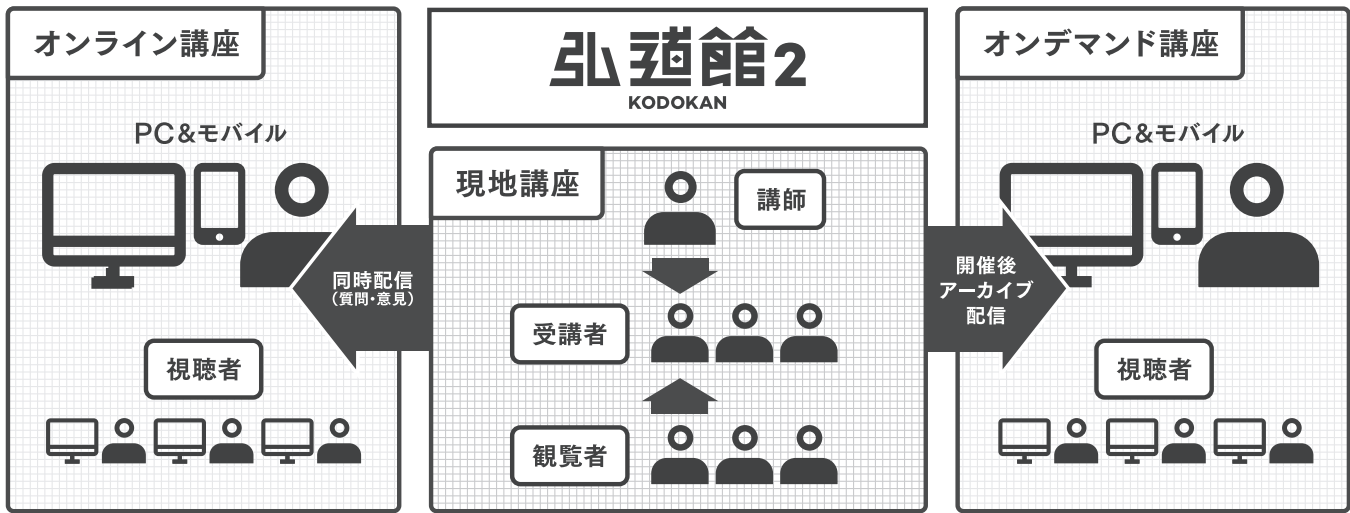 オンライン講座
PC&モバイル
視聴者
弘道館2
KODOKAN
現地講座
講師
受講者
観覧者
同時配信
(質問・意見)
開催後
アーカイブ
配信
オンデマンド講座
PC&モバイル
視聴者